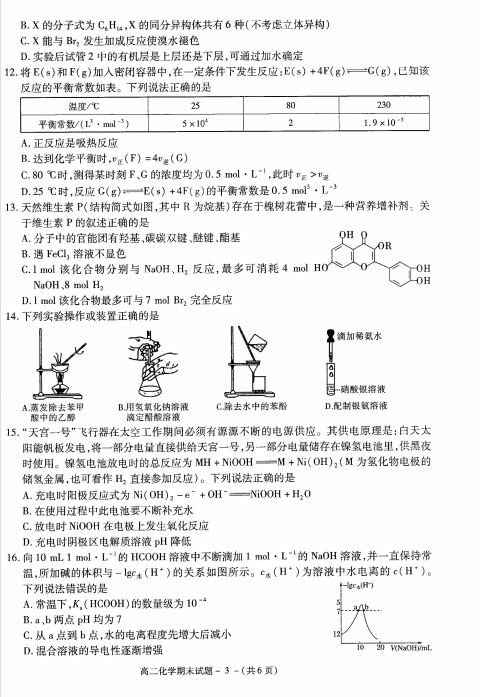 B. X 的分子式为 C₆H₁₄, X 的同分异构体共有 6 种(不考虑立体异构)
C. X 能与 Br₂ 发生加成反应使溴水褪色
D. 实验后试管 2 中的有机层是上层还是下层,可通过加水确定
12. 将 E(s)和 F(g)加入密闭容器中,在一定条件下发生反应:E(s) +4F(g)⇌G(g),已知该
反应的平衡常数如表。下列说法正确的是
温度/℃ 25 80 230
平衡常数/(L³·mol⁻³) 5×10⁴ 2 1.9×10⁻⁵
A. 正反应是吸热反应
B. 达到化学平衡时,v正(F) =4v逆(G)
C. 80 ℃时,测得某时刻 F、G 的浓度均为 0.5 mol·L⁻¹,此时 v正 >v逆
D. 25 ℃时,反应 G(g)⇌E(s) +4F(g)的平衡常数是 0.5 mol³·L⁻³
13. 天然维生素 P(结构简式如图,其中 R 为烷基)存在于槐树花蕾中,是一种营养增补剂。关
于维生素 P 的叙述正确的是
A. 分子中的官能团有羟基、碳碳双键、醚键、酯基
B. 遇 FeCl₃ 溶液不显色
C. 1 mol 该化合物分别与 NaOH、H₂ 反应,最多可消耗 4 mol
NaOH、8 mol H₂
D. 1 mol 该化合物最多可与 7 mol Br₂ 完全反应
OH O
OR
HO
O
OH
OH
14. 下列实验操作或装置正确的是
滴加稀氨水
硝酸银溶液
A.蒸发除去苯甲
酸中的乙醇
B.用氢氧化钠溶液
滴定醋酸溶液
C.除去水中的苯酚
D.配制银氨溶液
15. “天宫一号”飞行器在太空工作期间必须有源源不断的电源供应。其供电原理是:白天太
阳能帆板发电,将一部分电量直接供给天宫一号,另一部分电量储存在镍氢电池里,供黑夜
时使用。镍氢电池放电时的总反应为 MH + NiOOH══M + Ni(OH)₂(M 为氢化物电极的
储氢金属,也可看作 H₂ 直接参加反应)。下列说法正确的是
A. 充电时阳极反应式为 Ni(OH)₂ - e⁻ + OH⁻══NiOOH + H₂O
B. 在使用过程中此电池要不断补充水
C. 放电时 NiOOH 在电极上发生氧化反应
D. 充电时阴极区电解质溶液 pH 降低
16. 向 10 mL 1 mol·L⁻¹的 HCOOH 溶液中不断滴加 1 mol·L⁻¹的 NaOH 溶液,并一直保持常
温,所加碱的体积与 -lgc水(H⁺)的关系如图所示。c水(H⁺)为溶液中水电离的 c(H⁺)。
下列说法错误的是
A. 常温下,Kₐ(HCOOH)的数量级为 10⁻⁴
B. a、b 两点 pH 均为 7
C. 从 a 点到 b 点,水的电离程度先增大后减小
D. 混合溶液的导电性逐渐增强
-lgc水(H⁺)
5
7
12
a b
10 20 V(NaOH)/mL
高二化学期末试题 - 3 -(共 6 页)